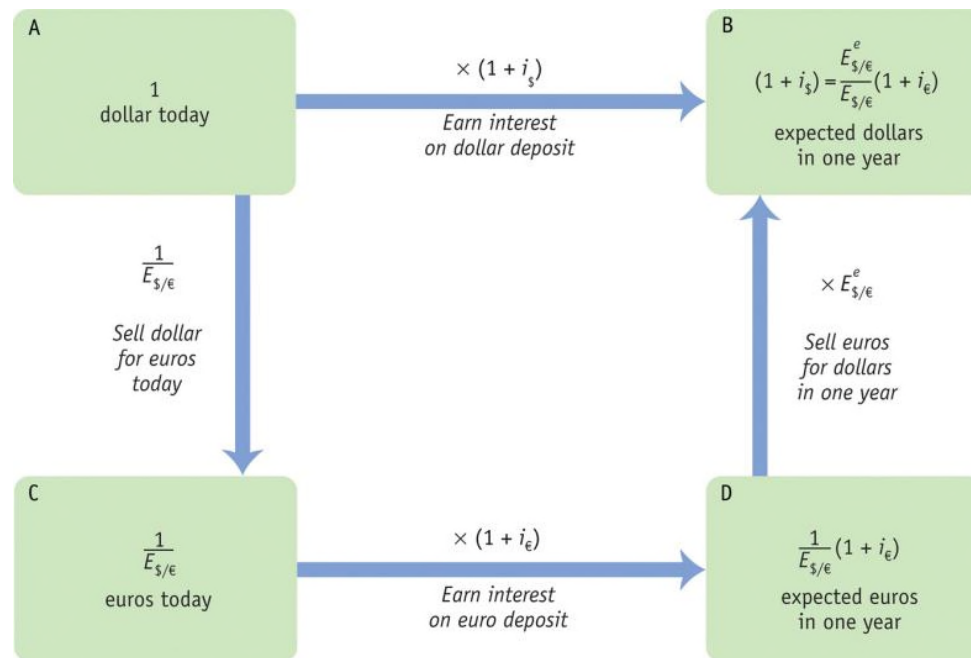 A
1
dollar today
× (1 + i$)
Earn interest
on dollar deposit
B
(1 + i$) = E^e$/€ / E$/€ (1 + i€)
expected dollars
in one year
1 / E$/€
Sell dollar
for euros
today
× E^e$/€
Sell euros
for dollars
in one year
C
1 / E$/€
euros today
× (1 + i€)
Earn interest
on euro deposit
D
1 / E$/€ (1 + i€)
expected euros
in one year